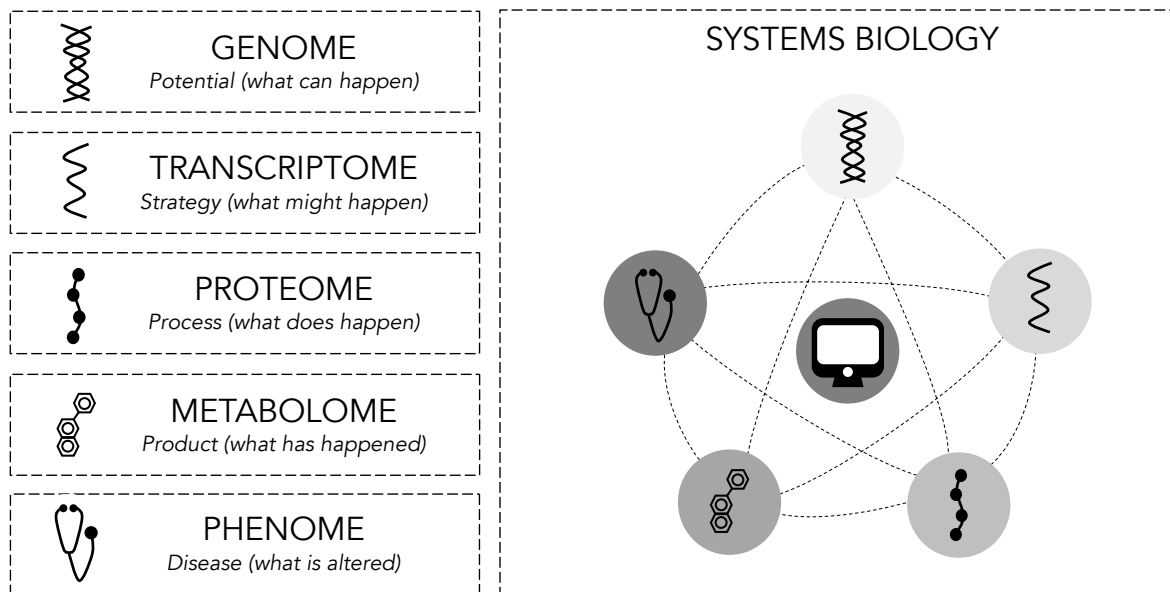 GENOME
Potential (what can happen)
TRANSCRIPTOME
Strategy (what might happen)
PROTEOME
Process (what does happen)
METABOLOME
Product (what has happened)
PHENOME
Disease (what is altered)
SYSTEMS BIOLOGY